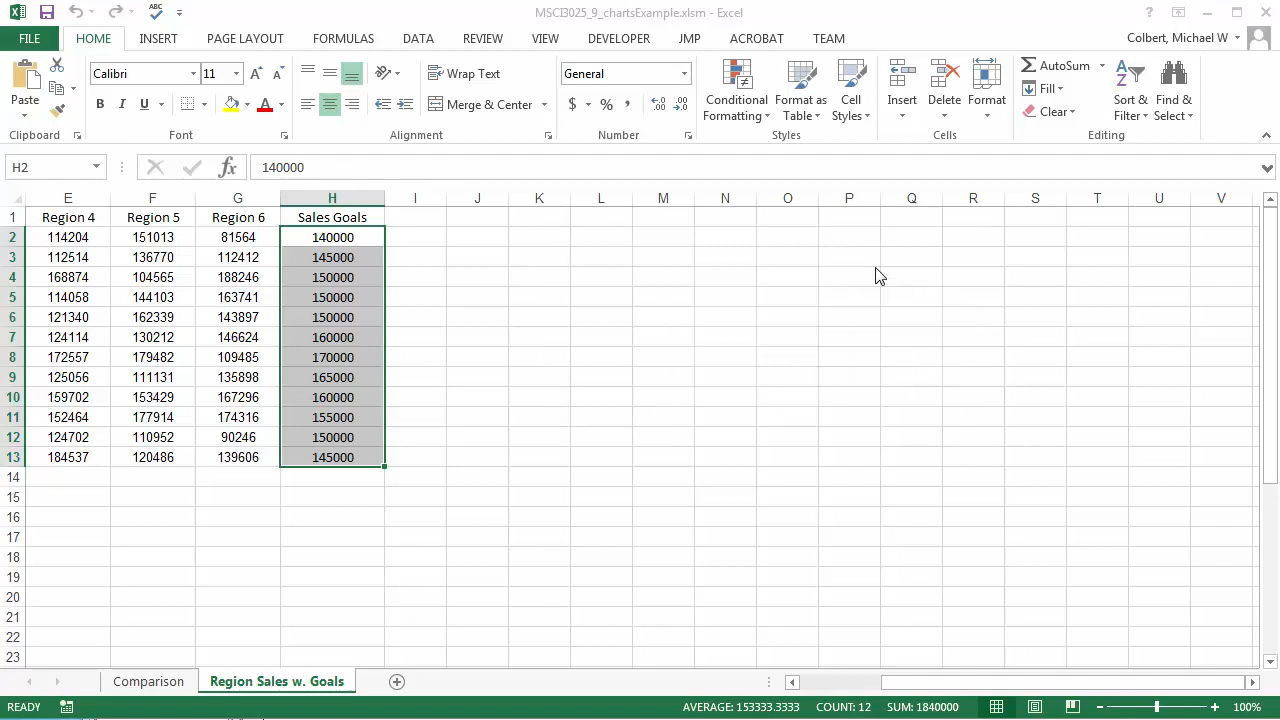 MSCI3025_9_chartsExample.xlsm - Excel
FILE HOME INSERT PAGE LAYOUT FORMULAS DATA REVIEW VIEW DEVELOPER JMP ACROBAT TEAM Colbert, Michael W
Paste Calibri 11 Wrap Text Merge & Center General Conditional Formatting Format as Table Cell Styles Insert Delete Format AutoSum Fill Clear Sort & Filter Find & Select
Clipboard Font Alignment Number Styles Cells Editing
H2 fx 140000
E F G H I J K L M N O P Q R S T U V
1 Region 4 Region 5 Region 6 Sales Goals
2 114204 151013 81564 140000
3 112514 136770 112412 145000
4 168874 104565 188246 150000
5 114058 144103 163741 150000
6 121340 162339 143897 150000
7 124114 130212 146624 160000
8 172557 179482 109485 170000
9 125056 111131 135898 165000
10 159702 153429 167296 160000
11 152464 177914 174316 155000
12 124702 110952 90246 150000
13 184537 120486 139606 145000
14
15
16
17
18
19
20
21
22
23
Comparison Region Sales w. Goals
READY AVERAGE: 153333.3333 COUNT: 12 SUM: 1840000 100%